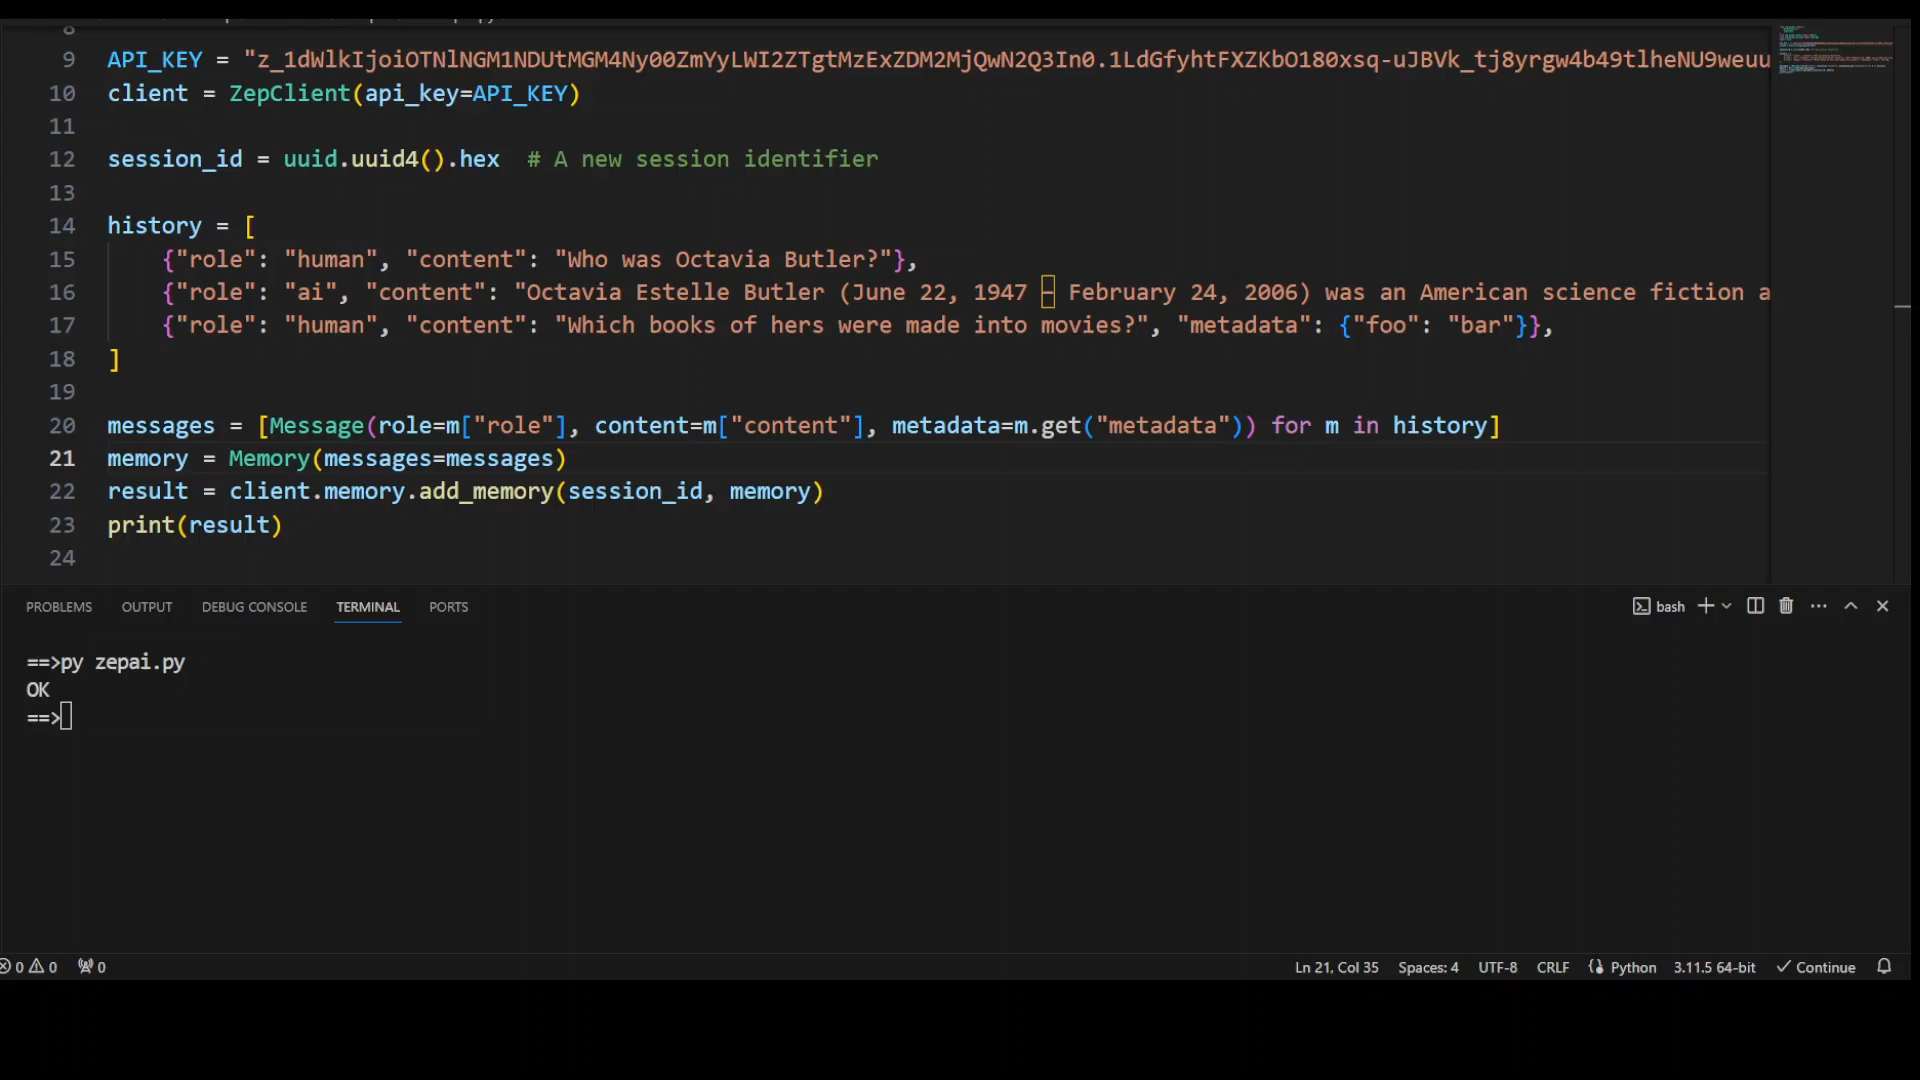 8
9 API_KEY = "z_1dWlkIjoiOTNlNGM1NDUtMGM4Ny00ZmYyLWI2ZTgtMzExZDM2MjQwN2Q3In0.1LdGfyhtFXZKbO180xsq-uJBVk_tj8yrgw4b49tlheNU9weuu
10 client = ZepClient(api_key=API_KEY)
11
12 session_id = uuid.uuid4().hex  # A new session identifier
13
14 history = [
15     {"role": "human", "content": "Who was Octavia Butler?"},
16     {"role": "ai", "content": "Octavia Estelle Butler (June 22, 1947 – February 24, 2006) was an American science fiction a
17     {"role": "human", "content": "Which books of hers were made into movies?", "metadata": {"foo": "bar"}},
18 ]
19
20 messages = [Message(role=m["role"], content=m["content"], metadata=m.get("metadata")) for m in history]
21 memory = Memory(messages=messages)
22 result = client.memory.add_memory(session_id, memory)
23 print(result)
24
PROBLEMS OUTPUT DEBUG CONSOLE TERMINAL PORTS bash
==>py zepai.py
OK
==>
0 0 0 Ln 21, Col 35 Spaces: 4 UTF-8 CRLF Python 3.11.5 64-bit Continue